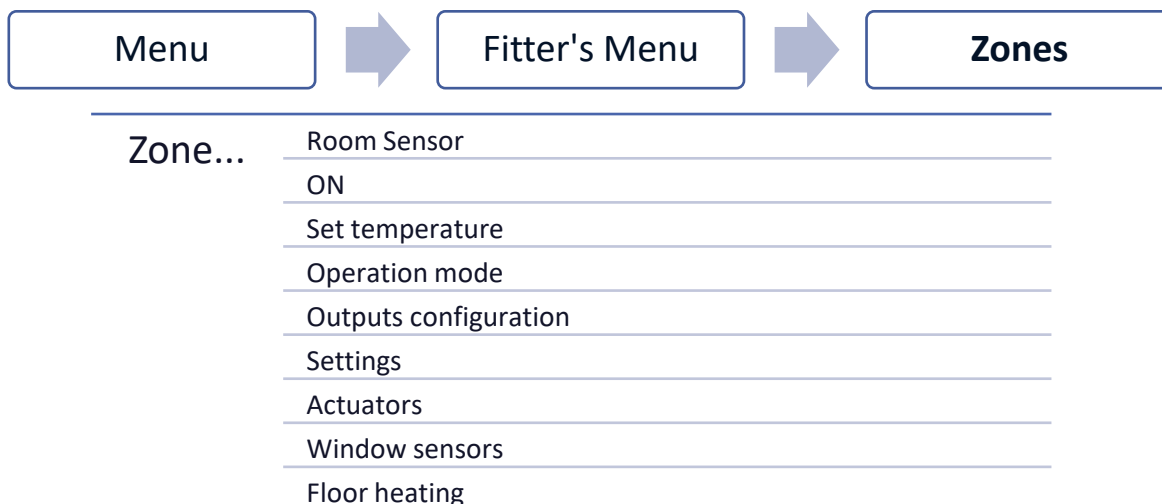 Menu
Fitter's Menu
Zones
Zone...
Room Sensor
ON
Set temperature
Operation mode
Outputs configuration
Settings
Actuators
Window sensors
Floor heating